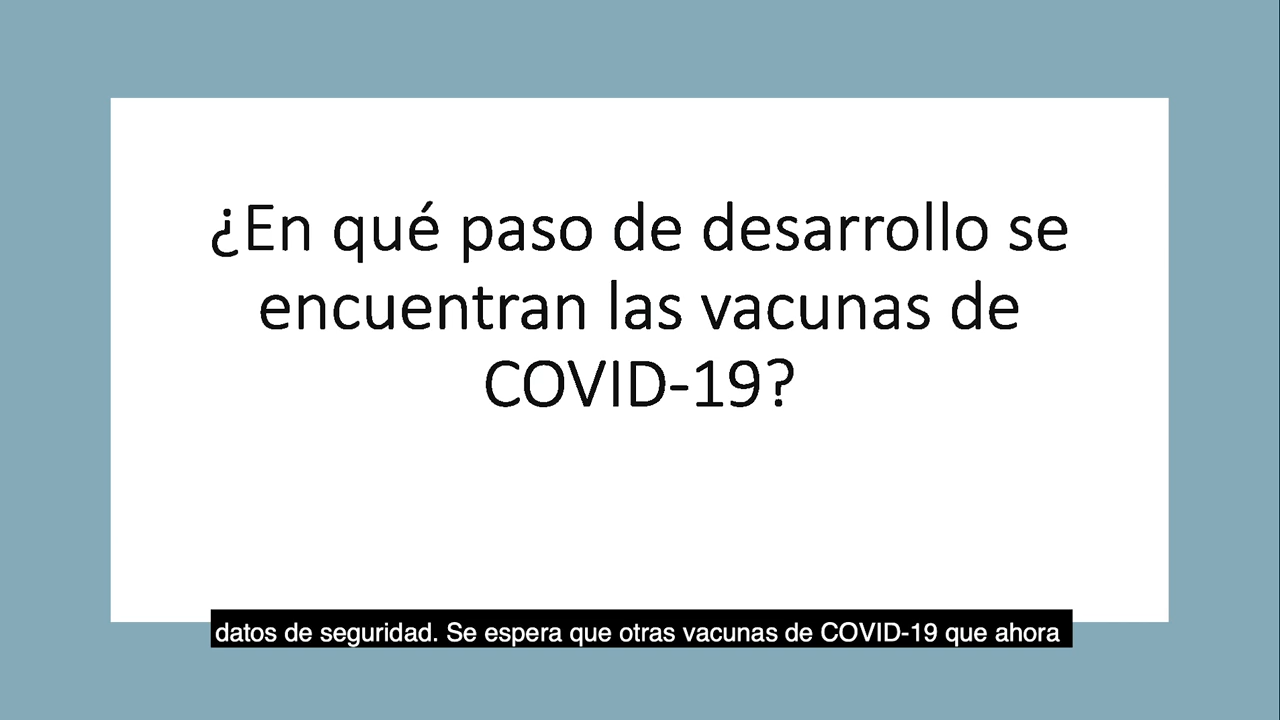 ¿En qué paso de desarrollo se
encuentran las vacunas de
COVID-19?
datos de seguridad. Se espera que otras vacunas de COVID-19 que ahora